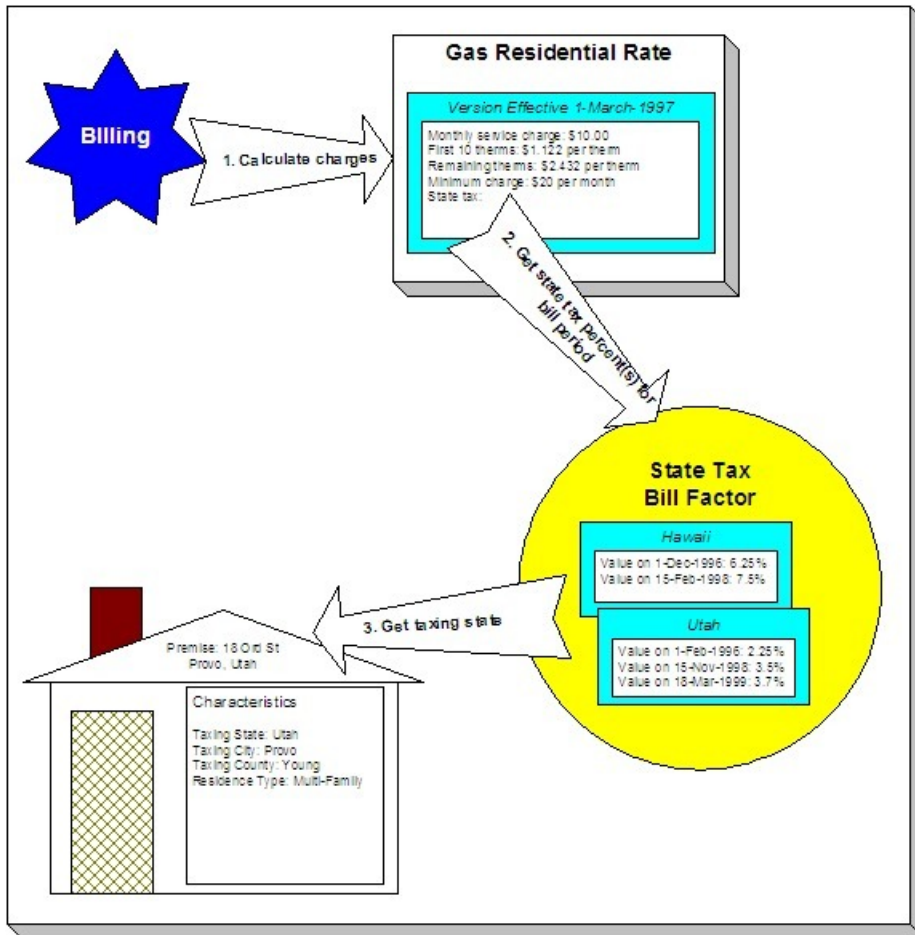 Gas Residential Rate
Version Effective 1-March-1997
Monthly service charge: $10.00
First 10 therms: $1.122 per therm
Remaining therms: $2.432 per therm
Minimum charge: $20 per month
State tax:
Billing
1. Calculate charges
2. Get state tax percent(s) for
bill period
State Tax
Bill Factor
Hawaii
Value on 1-Dec-1996: 6.25%
Value on 15-Feb-1998: 7.5%
Utah
Value on 1-Feb-1996: 2.25%
Value on 15-Nov-1998: 3.5%
Value on 18-Mar-1999: 3.7%
3. Get taxing state
Premise: 18 Ord St
Provo, Utah
Characteristics
Taxing State: Utah
Taxing City: Provo
Taxing County: Young
Residence Type: Multi-Family